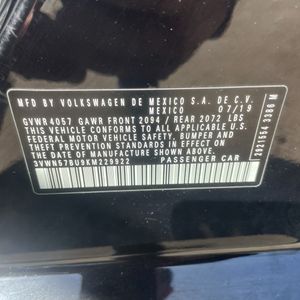 MFD BY VOLKSWAGEN DE MEXICO S.A. DE C.V.
MEXICO 07/19
GVWR 4057 GAWR FRONT 2094 / REAR 2072 LBS
THIS VEHICLE CONFORMS TO ALL APPLICABLE U.S.
FEDERAL MOTOR VEHICLE SAFETY, BUMPER AND
THEFT PREVENTION STANDARDS IN EFFECT
ON THE DATE OF MANUFACTURE SHOWN ABOVE
3VWN57BU9KM229922 PASSENGER CAR
2921564 3386 M